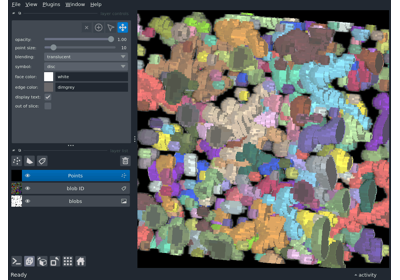 File View Plugins Window Help
opacity: 1.00
point size: 10
blending: translucent
symbol: disc
face color: white
edge color: dimgrey
display text:
out of slice:
Points
blob ID
blobs
Ready
activity